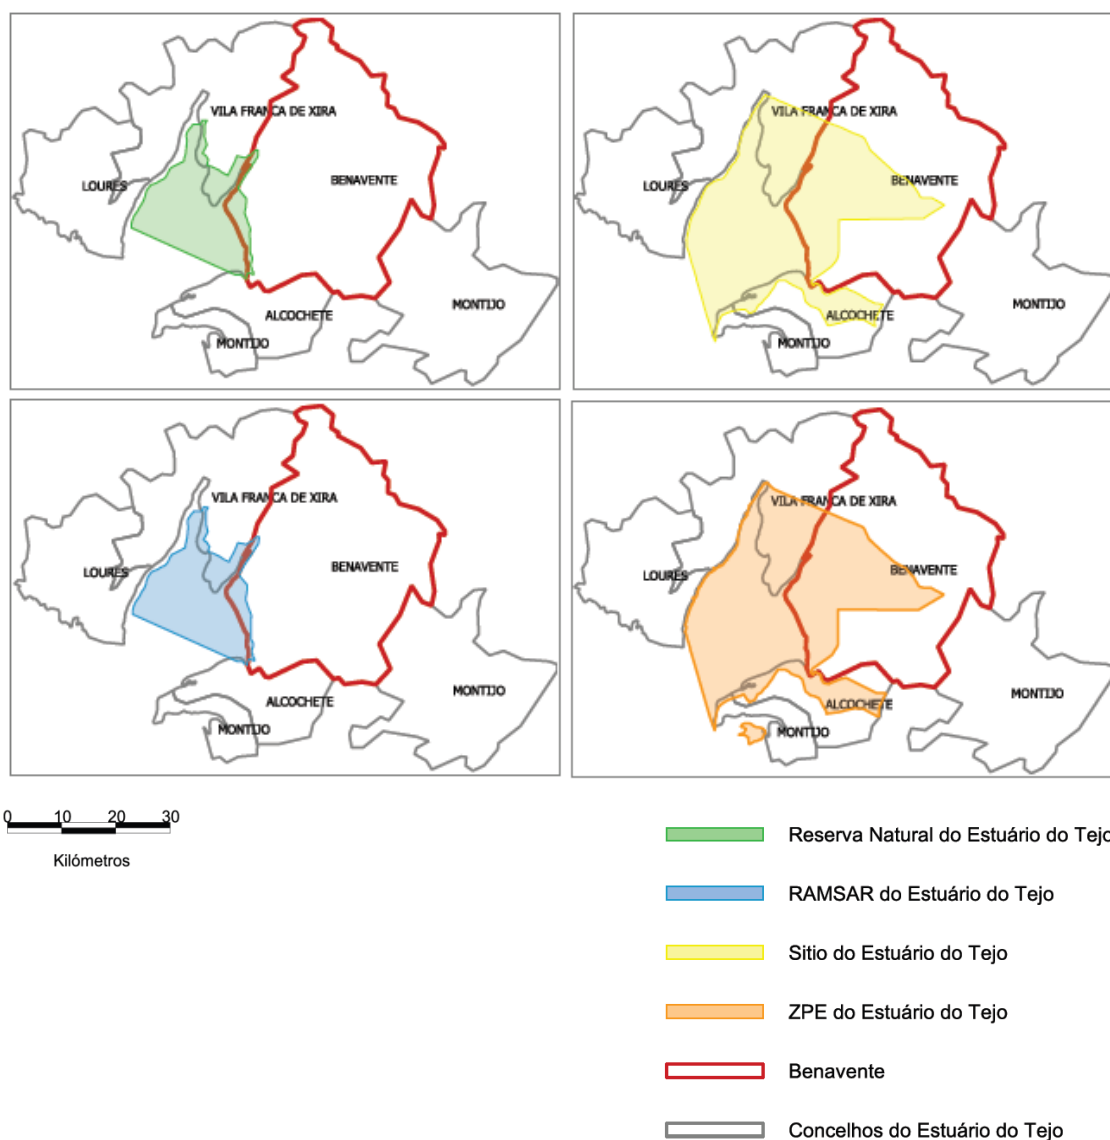 VILA FRANCA DE XIRA
LOURES
BENAVENTE
MONTIJO
ALCOCHETE
MONTIJO
VILA FRANCA DE XIRA
LOURES
BENAVENTE
MONTIJO
ALCOCHETE
MONTIJO
VILA FRANCA DE XIRA
LOURES
BENAVENTE
MONTIJO
ALCOCHETE
MONTIJO
VILA FRANCA DE XIRA
LOURES
BENAVENTE
MONTIJO
ALCOCHETE
MONTIJO
0 10 20 30
Kilómetros
Reserva Natural do Estuário do Tejo
RAMSAR do Estuário do Tejo
Sitio do Estuário do Tejo
ZPE do Estuário do Tejo
Benavente
Concelhos do Estuário do Tejo